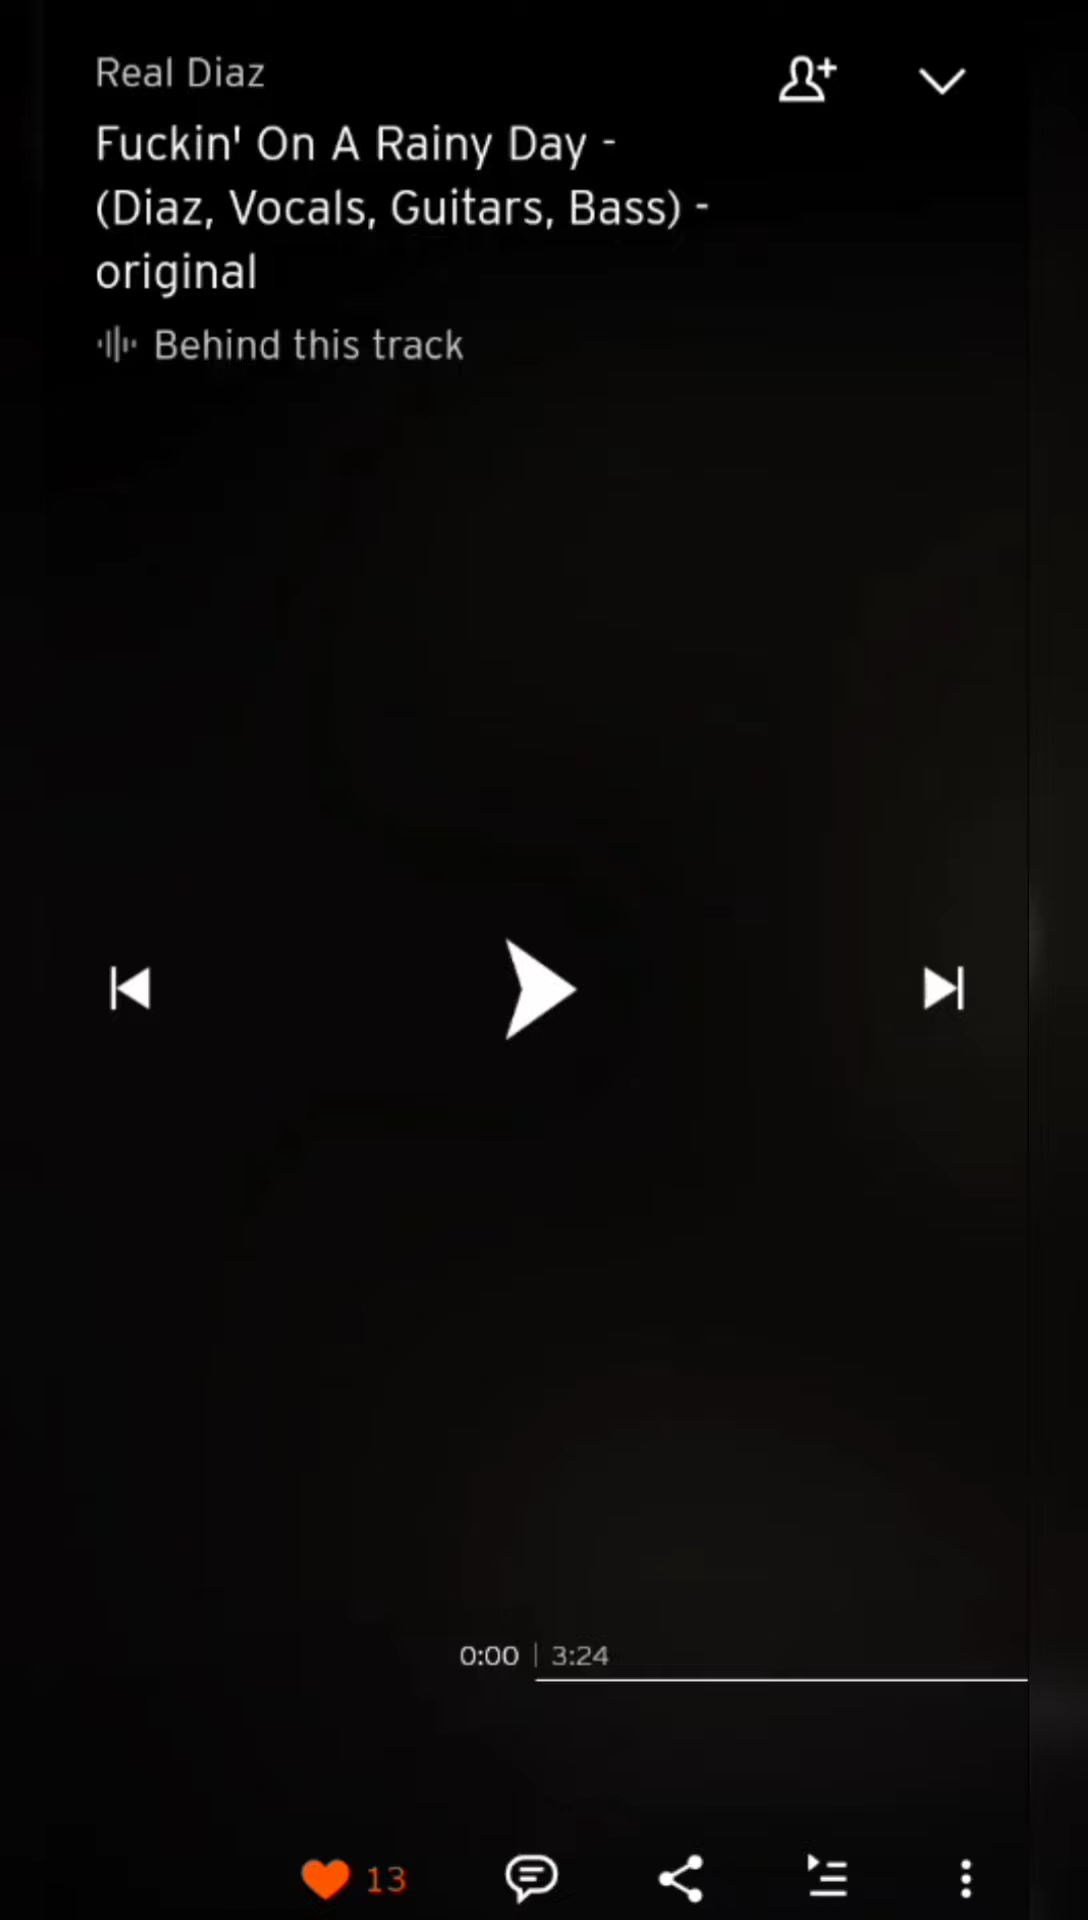 Real Diaz
Fuckin' On A Rainy Day -
(Diaz, Vocals, Guitars, Bass) -
original
Behind this track
0:00 | 3:24
13